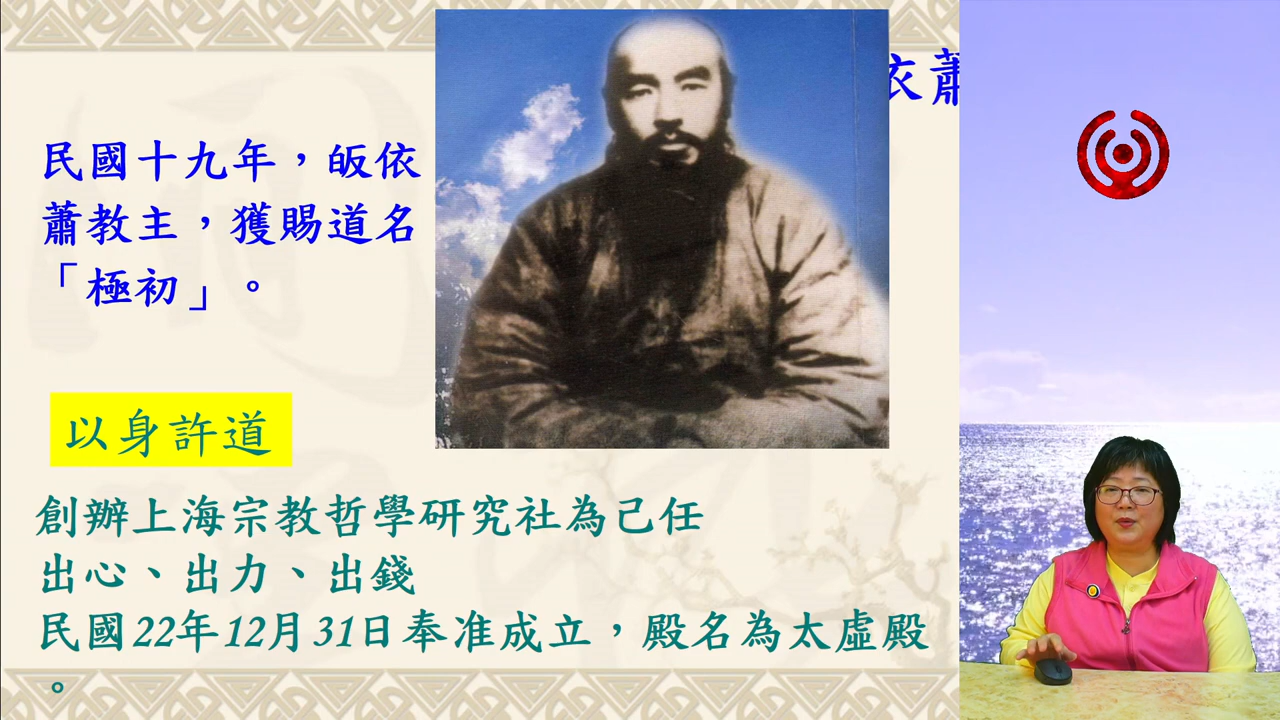 依蕭
民國十九年，皈依
蕭教主，獲賜道名
「極初」。
以身許道
創辦上海宗教哲學研究社為己任
出心、出力、出錢
民國22年12月31日奉准成立，殿名為太虛殿
。